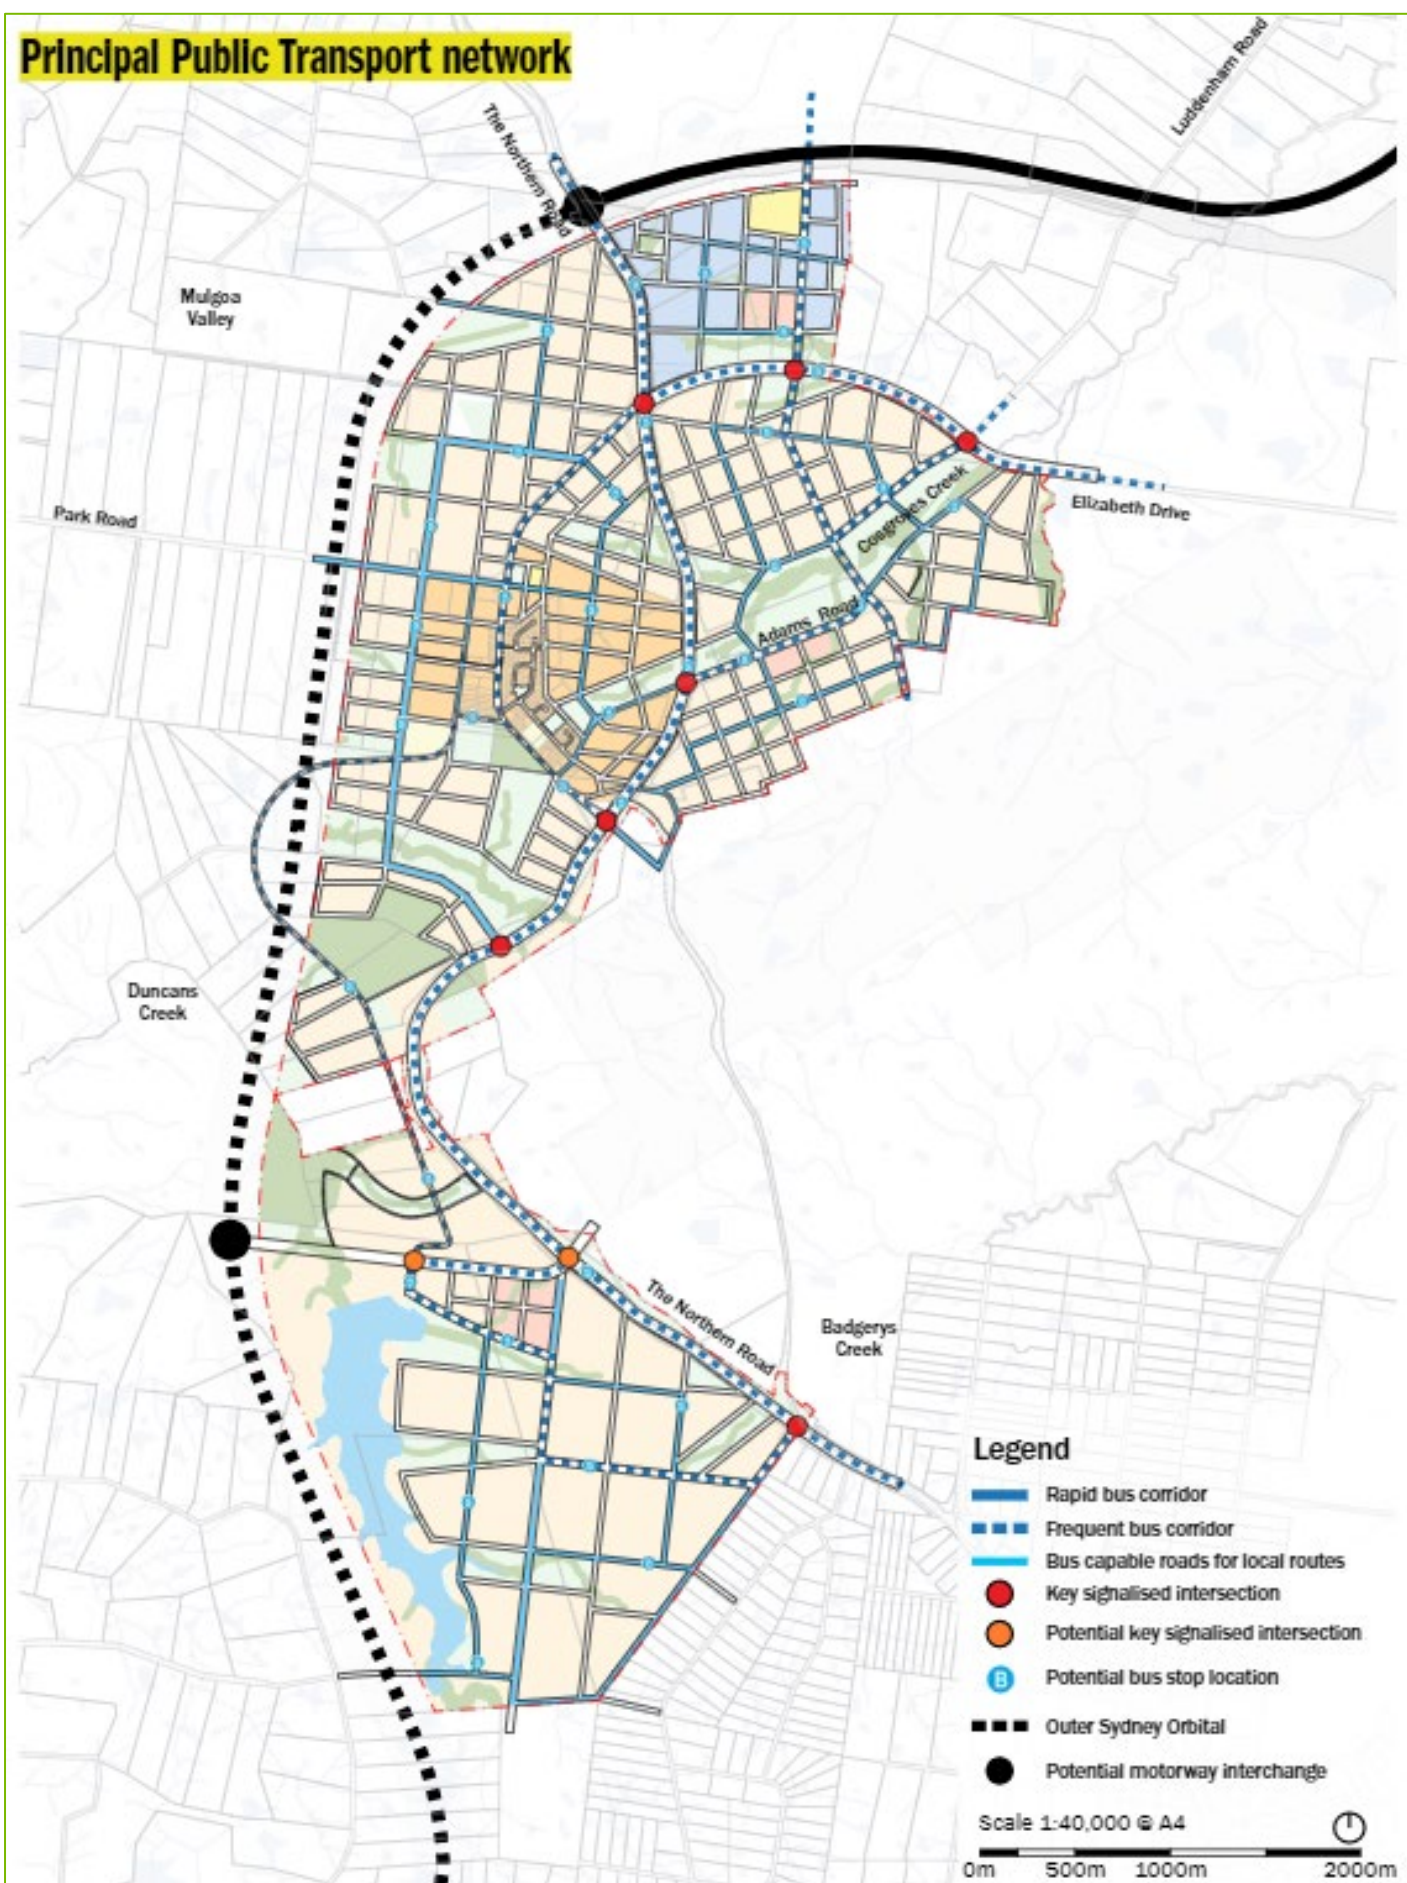 Principal Public Transport network
Luddenham Road
The Northern Road
Mulgoa
Valley
Park Road
Cosgroves Creek
Elizabeth Drive
Adams Road
Duncans
Creek
The Northern Road
Badgerys
Creek
Legend
Rapid bus corridor
Frequent bus corridor
Bus capable roads for local routes
Key signalised intersection
Potential key signalised intersection
B Potential bus stop location
Outer Sydney Orbital
Potential motorway interchange
Scale 1:40,000 @ A4
0m 500m 1000m 2000m